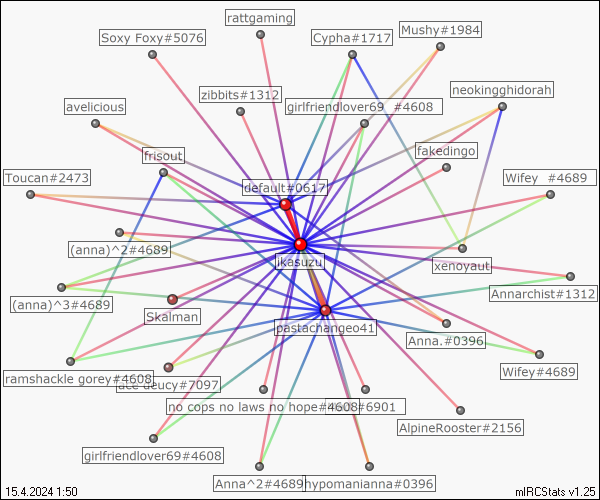 rattgaming
Soxy Foxy#5076
Cypha#1717
Mushy#1984
neokingghidorah
zibbits#1312
girlfriendlover69 #4608
avelicious
fakedingo
frisout
Toucan#2473
default#0617
Wifey #4689
(anna)^2#4689
jkasuzu
xenoyaut
Annarchist#1312
(anna)^3#4689
Skalman
pastachangeo41
Anna.#0396
ramshackle gorey#4608
deucy#7097
Wifey#4689
no cops no laws no hope#4608
#6901
AlpineRooster#2156
girlfriendlover69#4608
Anna^2#4689
hypomanianna#0396
15.4.2024 1:50
mIRCStats v1.25